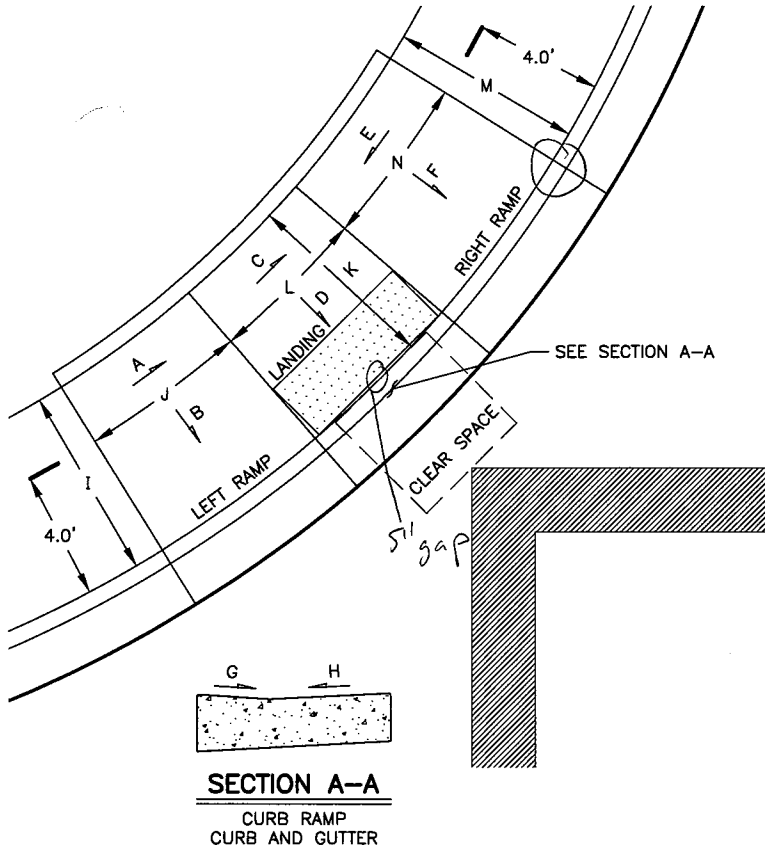 4.0'
M
E
N
F
RIGHT RAMP
C
K
L
D
LANDING
SEE SECTION A-A
A
J
B
CLEAR SPACE
LEFT RAMP
I
4.0'
5" gap
G
H
SECTION A-A
CURB RAMP
CURB AND GUTTER